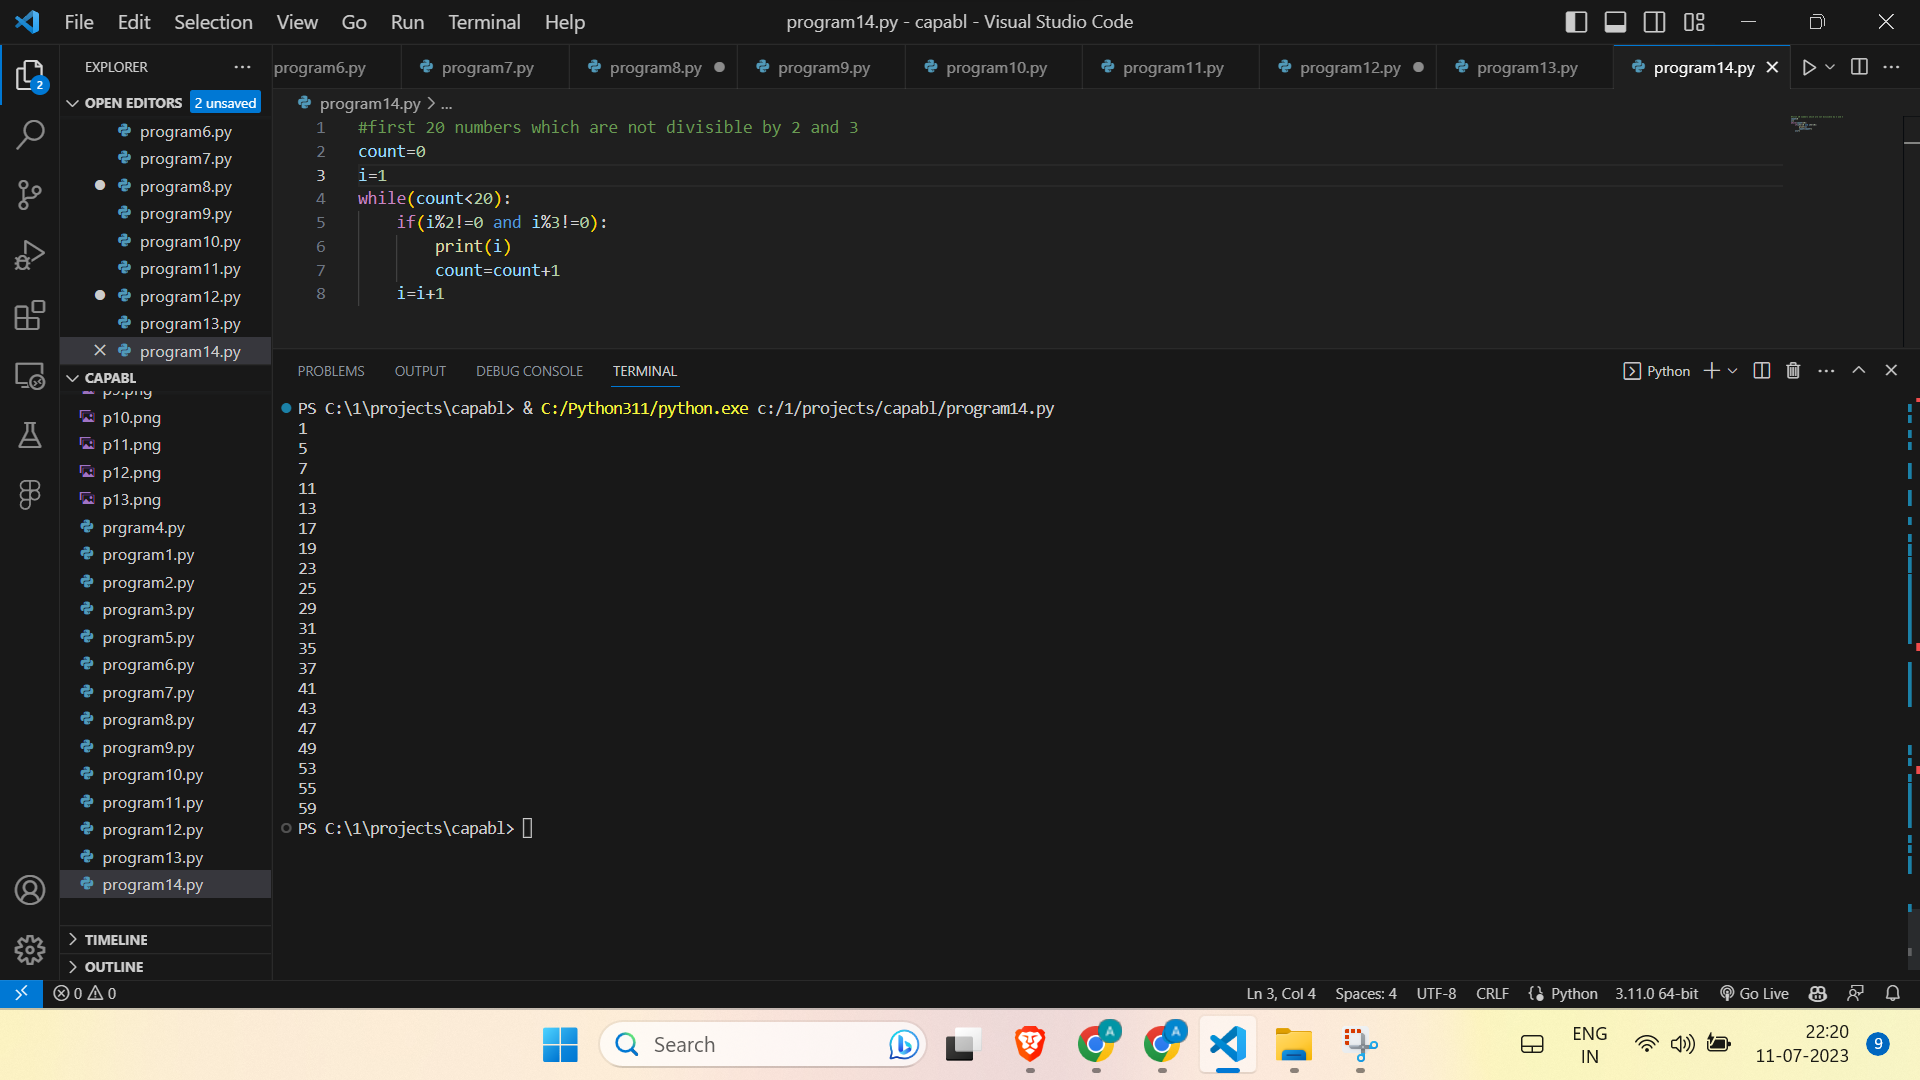 File Edit Selection View Go Run Terminal Help
program14.py - capabl - Visual Studio Code
EXPLORER
program6.py program7.py program8.py program9.py program10.py program11.py program12.py program13.py program14.py
OPEN EDITORS 2 unsaved
program6.py
program7.py
program8.py
program9.py
program10.py
program11.py
program12.py
program13.py
program14.py
CAPABL
p9.png
p10.png
p11.png
p12.png
p13.png
prgram4.py
program1.py
program2.py
program3.py
program5.py
program6.py
program7.py
program8.py
program9.py
program10.py
program11.py
program12.py
program13.py
program14.py
TIMELINE
OUTLINE
program14.py > ...
1 #first 20 numbers which are not divisible by 2 and 3
2 count=0
3 i=1
4 while(count<20):
5 if(i%2!=0 and i%3!=0):
6 print(i)
7 count=count+1
8 i=i+1
PROBLEMS OUTPUT DEBUG CONSOLE TERMINAL
Python
PS C:\1\projects\capabl> & C:/Python311/python.exe c:/1/projects/capabl/program14.py
1
5
7
11
13
17
19
23
25
29
31
35
37
41
43
47
49
53
55
59
PS C:\1\projects\capabl>
2
0 0
Ln 3, Col 4 Spaces: 4 UTF-8 CRLF Python 3.11.0 64-bit Go Live
Search
A
A
ENG
IN
22:20
11-07-2023
9